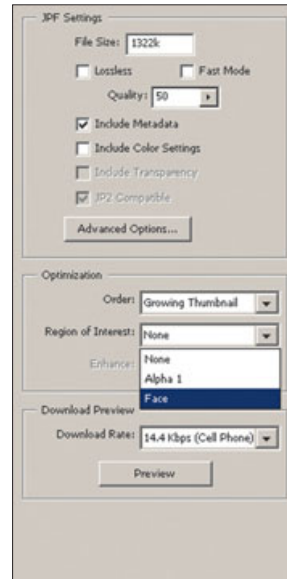 JPF Settings
File Size: 1322k
Lossless Fast Mode
Quality: 50
Include Metadata
Include Color Settings
Include Transparency
JP2 Compatible
Advanced Options...
Optimization
Order: Growing Thumbnail
Region of Interest: None
None
Enhance:
Alpha 1
Face
Download Preview
Download Rate: 14.4 Kbps (Cell Phone)
Preview